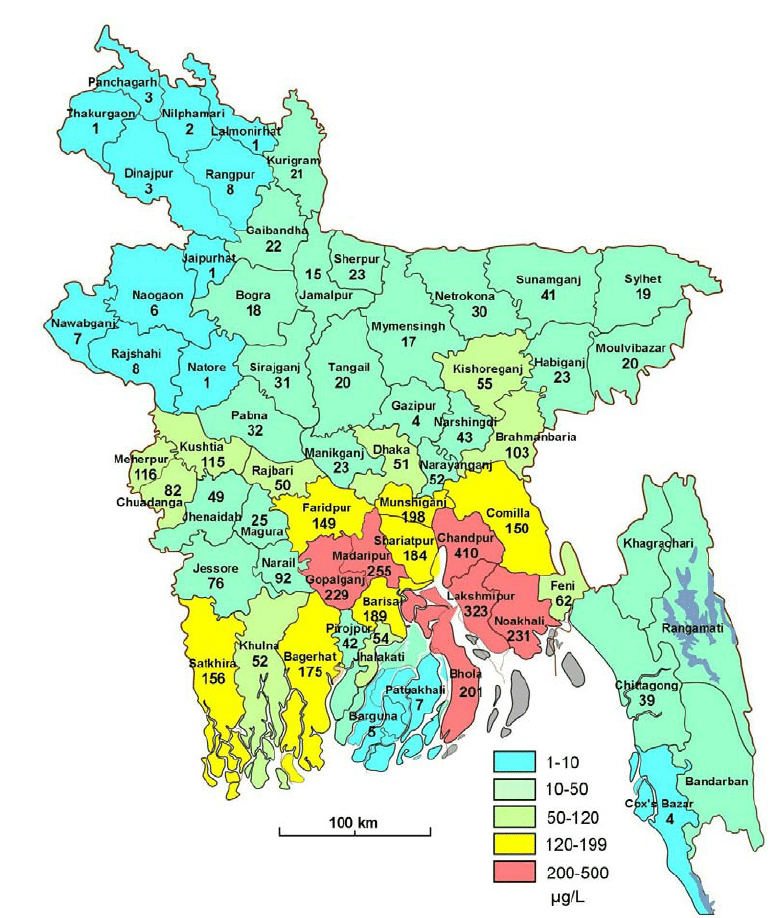 Panchagarh
3
Thakurgaon
1
Nilphamari
2
Lalmonirhat
1
Kurigram
21
Dinajpur
3
Rangpur
8
Gaibandha
22
Jaipurhat
1
15
Jamalpur
Sherpur
23
Sunamganj
41
Sylhet
19
Naogaon
6
Bogra
18
Netrokona
30
Nawabganj
7
Mymensingh
17
Rajshahi
8
Natore
1
Sirajganj
31
Tangail
20
Kishoreganj
55
Habiganj
23
Moulvibazar
20
Pabna
32
Gazipur
4
Narshingdi
43
Brahmanbaria
103
Meherpur
116
Kushtia
115
Rajbari
50
Manikganj
23
Dhaka
51
Narayanganj
52
82
Chuadanga
49
Jhenaidah
25
Magura
Faridpur
149
Munshiganj
198
Comilla
150
Shariatpur
184
Chandpur
410
Khagrachari
Jessore
76
Narail
92
Madaripur
255
Gopalganj
229
Barisal
189
Lakshmipur
323
Noakhali
231
Feni
62
Rangamati
Satkhira
156
Khulna
52
Bagerhat
175
Pirojpur
42
54
Jhalakati
Bhola
201
Patuakhali
7
Barguna
5
Chittagong
39
Bandarban
Cox's Bazar
4
100 km
1-10
10-50
50-120
120-199
200-500
µg/L